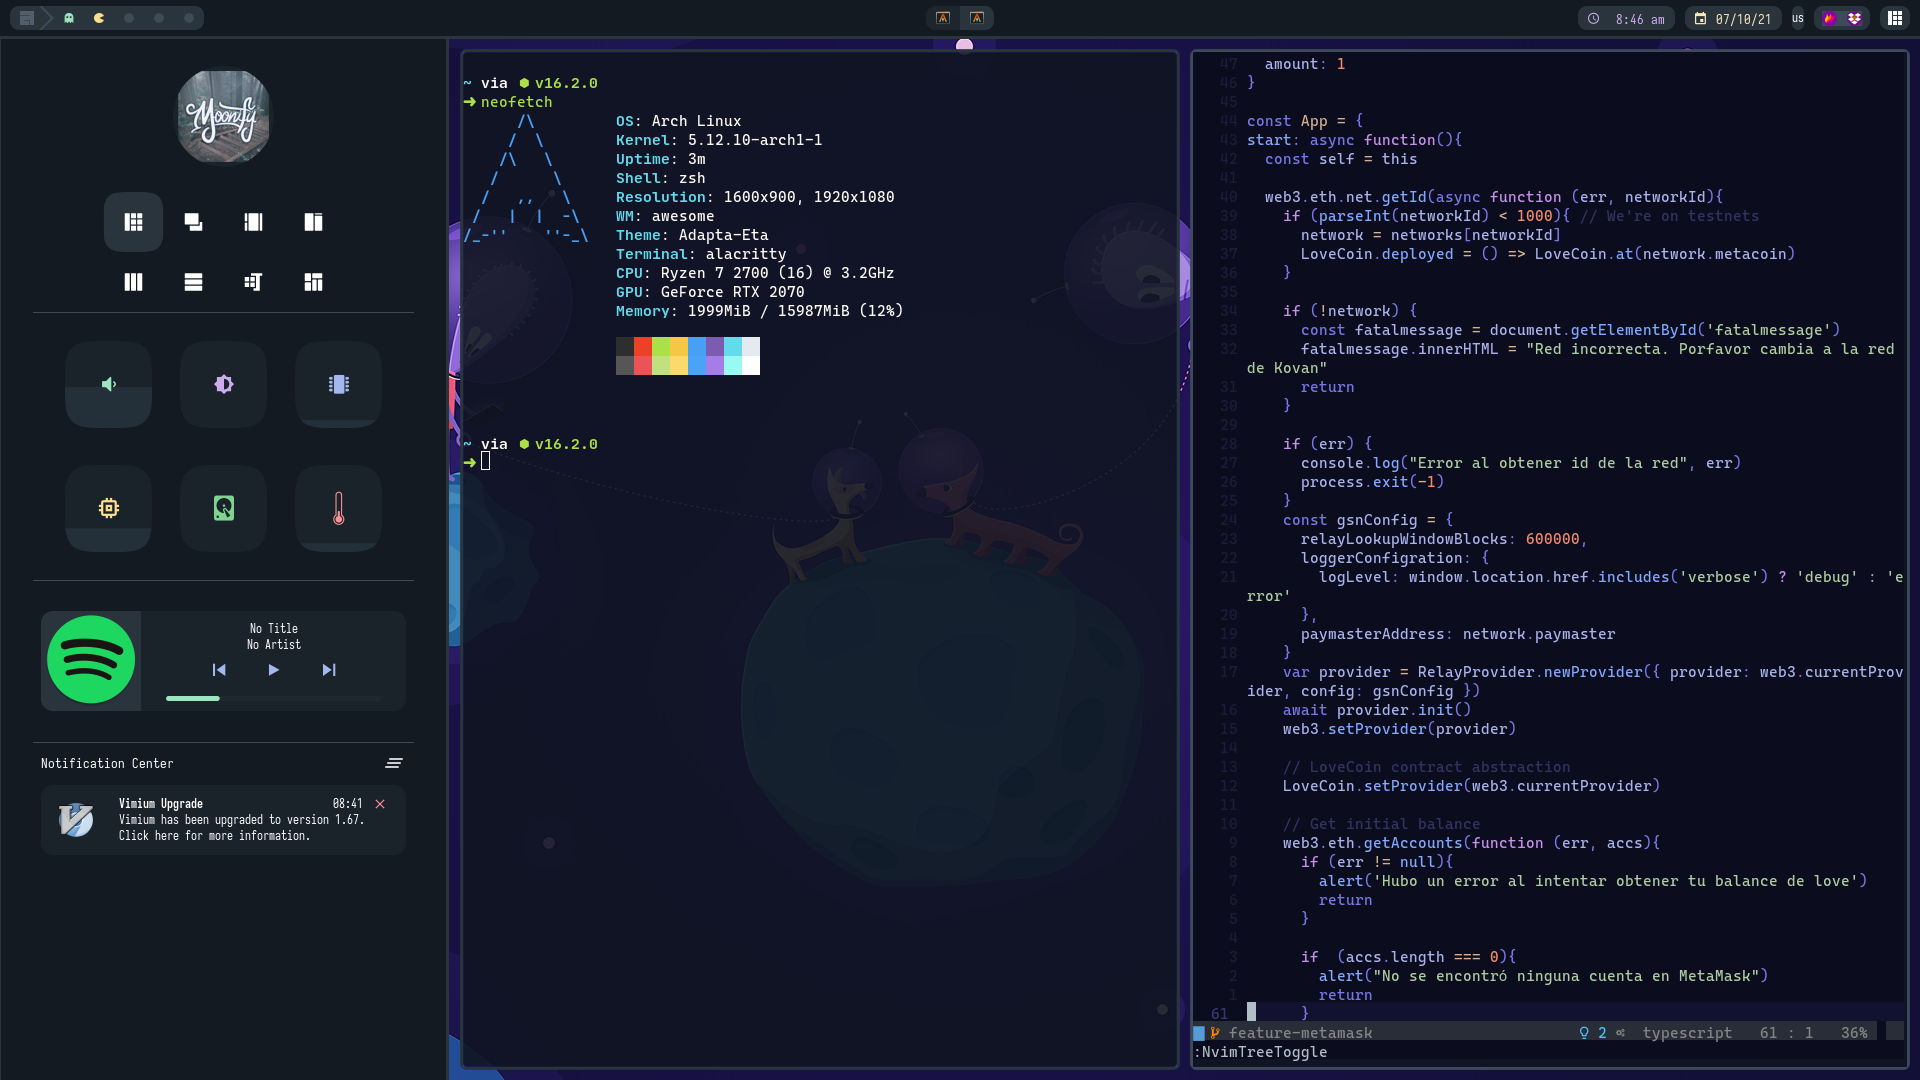 8:46 am
07/10/21
us
Moonfy
No Title
No Artist
Notification Center
Vimium Upgrade 08:41
Vimium has been upgraded to version 1.67.
Click here for more information.
~ via v16.2.0
➜ neofetch
OS: Arch Linux
Kernel: 5.12.10-arch1-1
Uptime: 3m
Shell: zsh
Resolution: 1600x900, 1920x1080
WM: awesome
Theme: Adapta-Eta
Terminal: alacritty
CPU: Ryzen 7 2700 (16) @ 3.2GHz
GPU: GeForce RTX 2070
Memory: 1999MiB / 15987MiB (12%)
~ via v16.2.0
➜
47   amount: 1
46 }
45
44 const App = {
43 start: async function(){
42   const self = this
41
40   web3.eth.net.getId(async function (err, networkId){
39     if (parseInt(networkId) < 1000){ // We're on testnets
38       network = networks[networkId]
37       LoveCoin.deployed = () => LoveCoin.at(network.metacoin)
36     }
35
34     if (!network) {
33       const fatalmessage = document.getElementById('fatalmessage')
32       fatalmessage.innerHTML = "Red incorrecta. Porfavor cambia a la red
de Kovan"
31       return
30     }
29
28     if (err) {
27       console.log("Error al obtener id de la red", err)
26       process.exit(-1)
25     }
24     const gsnConfig = {
23       relayLookupWindowBlocks: 600000,
22       loggerConfigration: {
21         logLevel: window.location.href.includes('verbose') ? 'debug' : 'e
rror'
20       },
19       paymasterAddress: network.paymaster
18     }
17     var provider = RelayProvider.newProvider({ provider: web3.currentProv
ider, config: gsnConfig })
16     await provider.init()
15     web3.setProvider(provider)
14
13     // LoveCoin contract abstraction
12     LoveCoin.setProvider(web3.currentProvider)
11
10     // Get initial balance
9     web3.eth.getAccounts(function (err, accs){
8       if (err != null){
7         alert('Hubo un error al intentar obtener tu balance de love')
6         return
5       }
4
3       if  (accs.length === 0){
2         alert("No se encontró ninguna cuenta en MetaMask")
1         return
61       }
feature-metamask 2 typescript 61 : 1 36%
:NvimTreeToggle